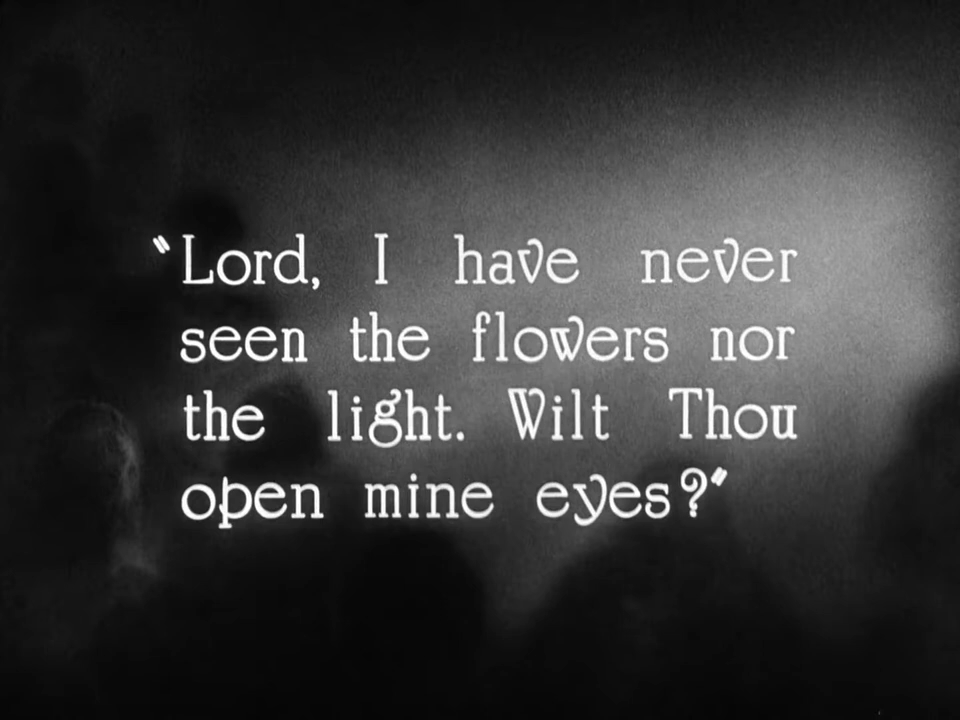 “Lord, I have never
seen the flowers nor
the light. Wilt Thou
open mine eyes?”